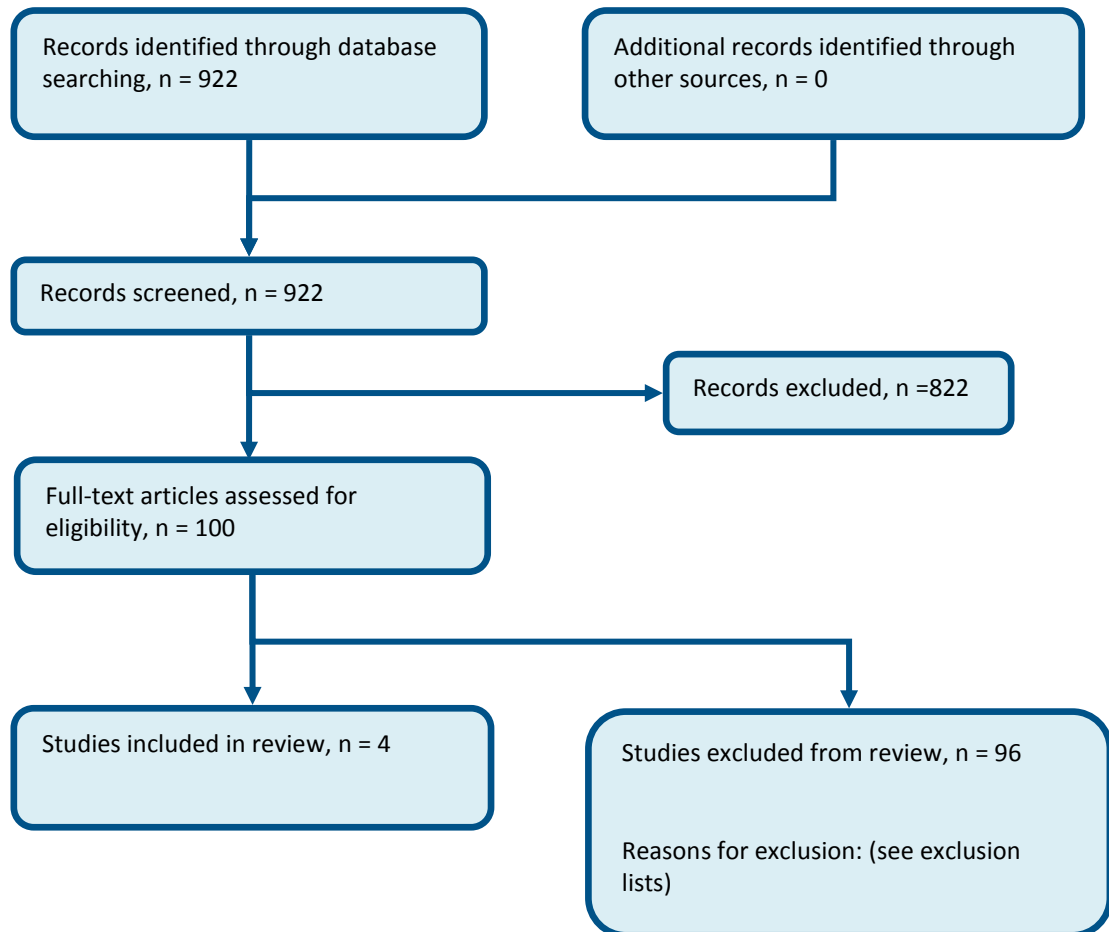 Records identified through database
searching, n = 922
Additional records identified through
other sources, n = 0
Records screened, n = 922
Records excluded, n =822
Full-text articles assessed for
eligibility, n = 100
Studies included in review, n = 4
Studies excluded from review, n = 96
Reasons for exclusion: (see exclusion
lists)